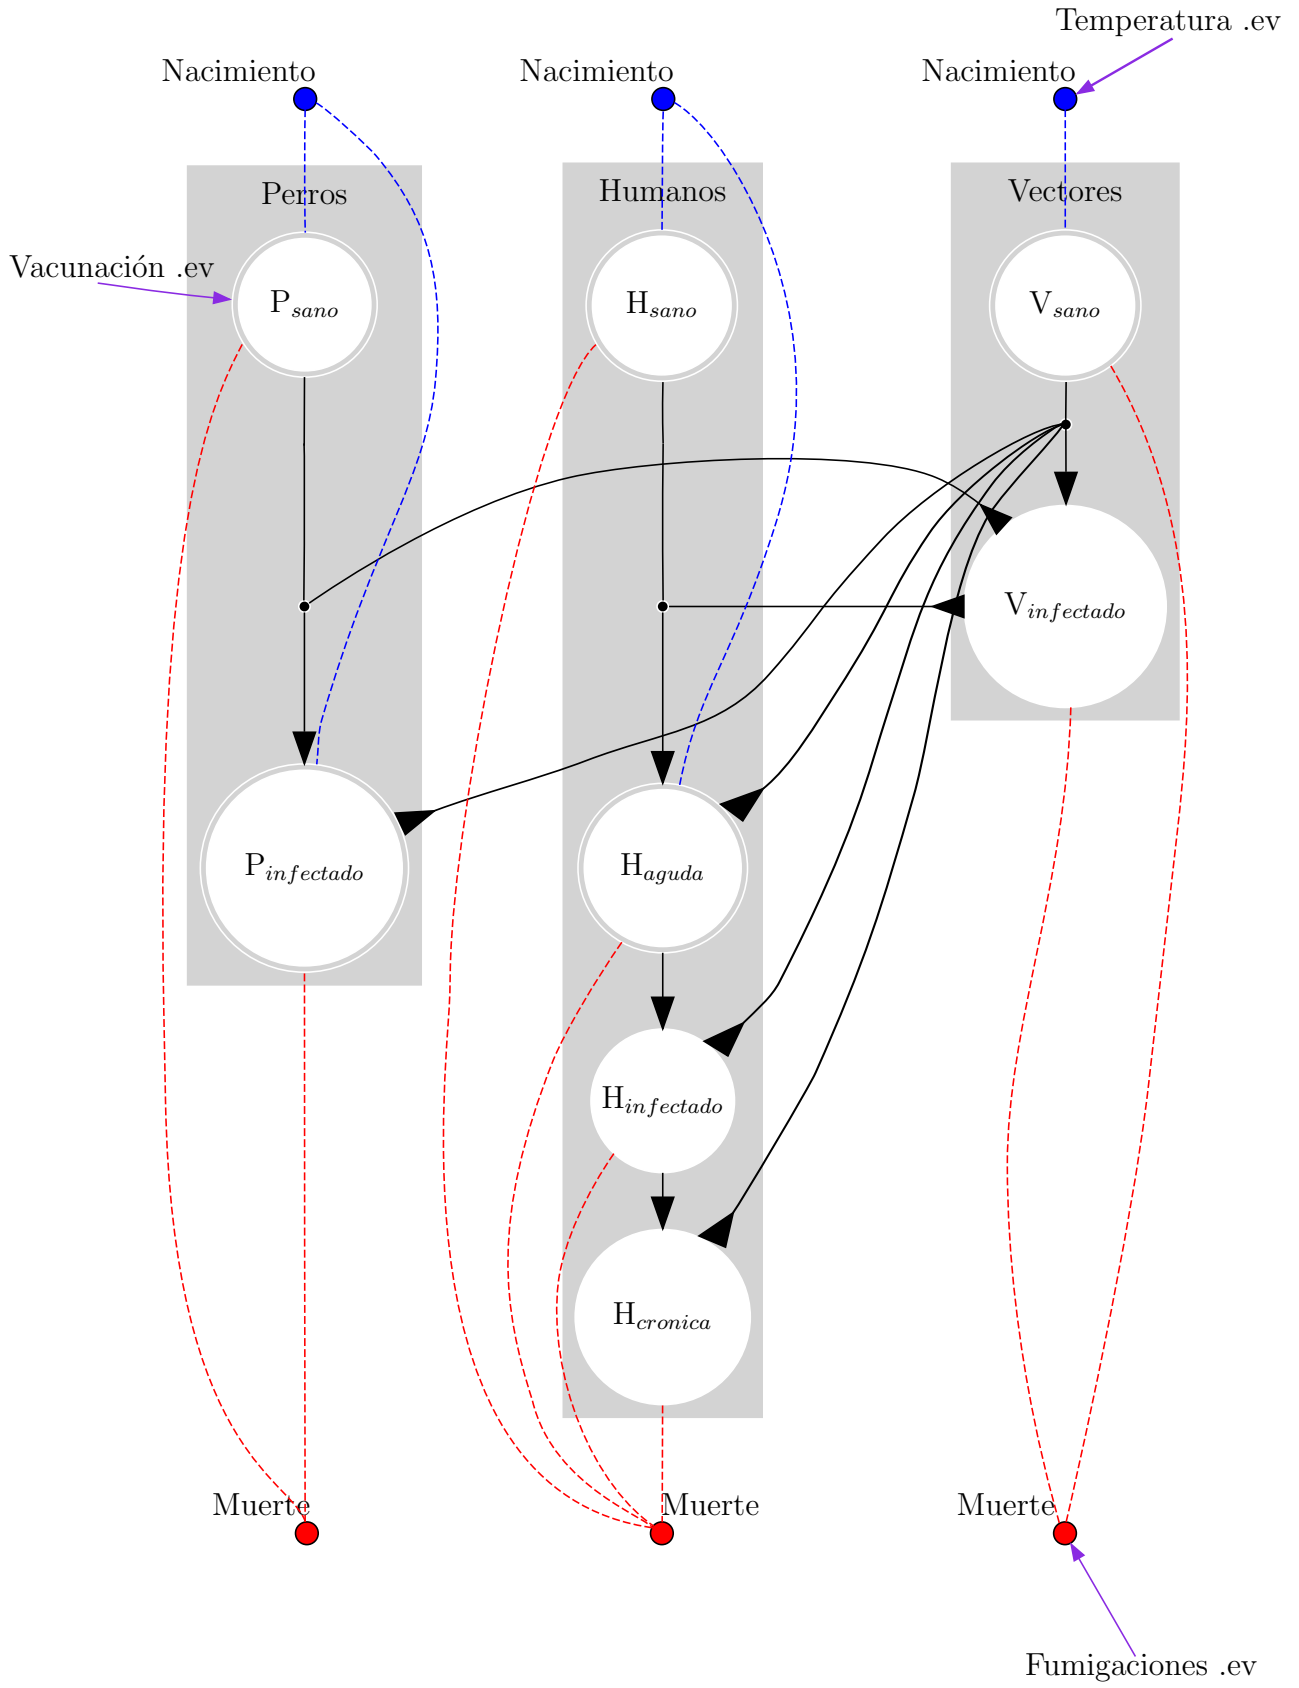 Temperatura .ev
Nacimiento
Nacimiento
Nacimiento
Perros
Humanos
Vectores
Vacunación .ev
P_sano
H_sano
V_sano
V_infectado
P_infectado
H_aguda
H_infectado
H_cronica
Muerte
Muerte
Muerte
Fumigaciones .ev